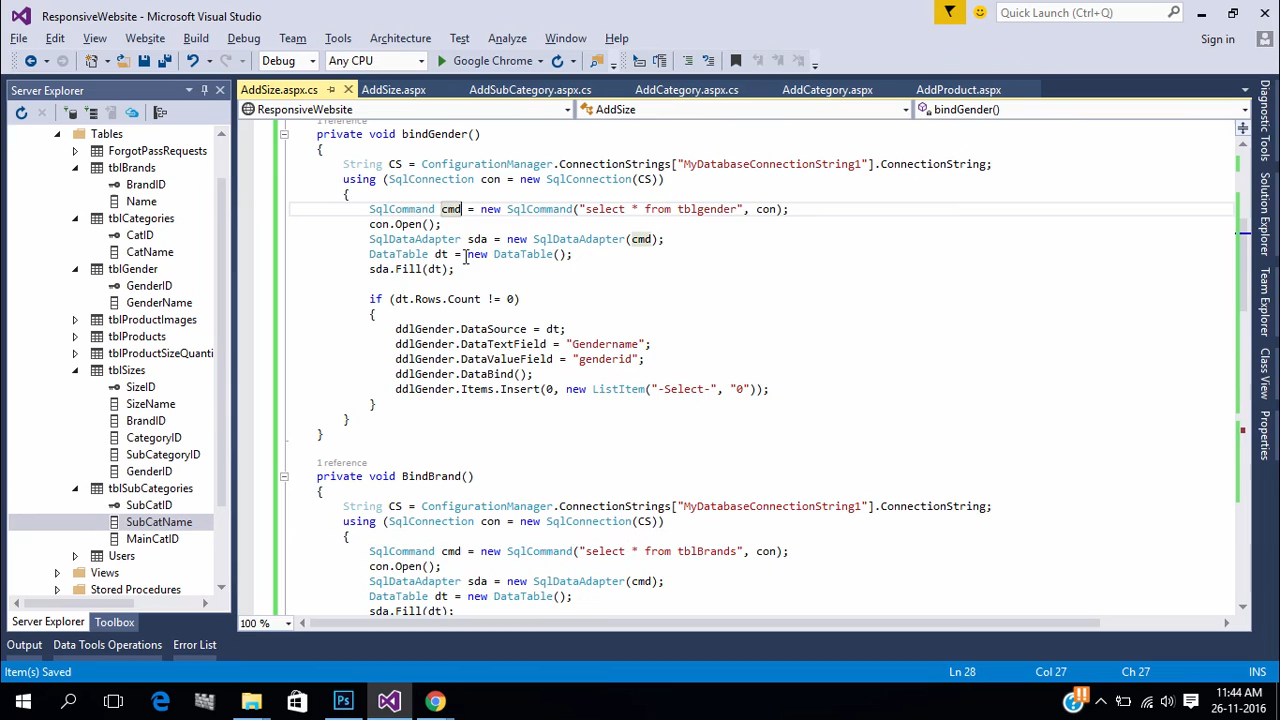 ResponsiveWebsite - Microsoft Visual Studio
Quick Launch (Ctrl+Q)
File Edit View Website Build Debug Team Tools Architecture Test Analyze Window Help
Sign in
Debug Any CPU Google Chrome
Server Explorer
AddSize.aspx.cs AddSize.aspx AddSubCategory.aspx.cs AddCategory.aspx.cs AddCategory.aspx AddProduct.aspx
ResponsiveWebsite AddSize bindGender()
Tables
ForgotPassRequests
tblBrands
BrandID
Name
tblCategories
CatID
CatName
tblGender
GenderID
GenderName
tblProductImages
tblProducts
tblProductSizeQuanti
tblSizes
SizeID
SizeName
BrandID
CategoryID
SubCategoryID
GenderID
tblSubCategories
SubCatID
SubCatName
MainCatID
Users
Views
Stored Procedures
Server Explorer Toolbox
1 reference
private void bindGender()
{
String CS = ConfigurationManager.ConnectionStrings["MyDatabaseConnectionString1"].ConnectionString;
using (SqlConnection con = new SqlConnection(CS))
{
SqlCommand cmd = new SqlCommand("select * from tblgender", con);
con.Open();
SqlDataAdapter sda = new SqlDataAdapter(cmd);
DataTable dt = new DataTable();
sda.Fill(dt);
if (dt.Rows.Count != 0)
{
ddlGender.DataSource = dt;
ddlGender.DataTextField = "Gendername";
ddlGender.DataValueField = "genderid";
ddlGender.DataBind();
ddlGender.Items.Insert(0, new ListItem("-Select-", "0"));
}
}
}
1 reference
private void BindBrand()
{
String CS = ConfigurationManager.ConnectionStrings["MyDatabaseConnectionString1"].ConnectionString;
using (SqlConnection con = new SqlConnection(CS))
{
SqlCommand cmd = new SqlCommand("select * from tblBrands", con);
con.Open();
SqlDataAdapter sda = new SqlDataAdapter(cmd);
DataTable dt = new DataTable();
sda.Fill(dt);
100 %
Diagnostic Tools
Team Explorer
Class View
Properties
Output Data Tools Operations Error List
Item(s) Saved Ln 28 Col 27 Ch 27 INS
11:44 AM
26-11-2016